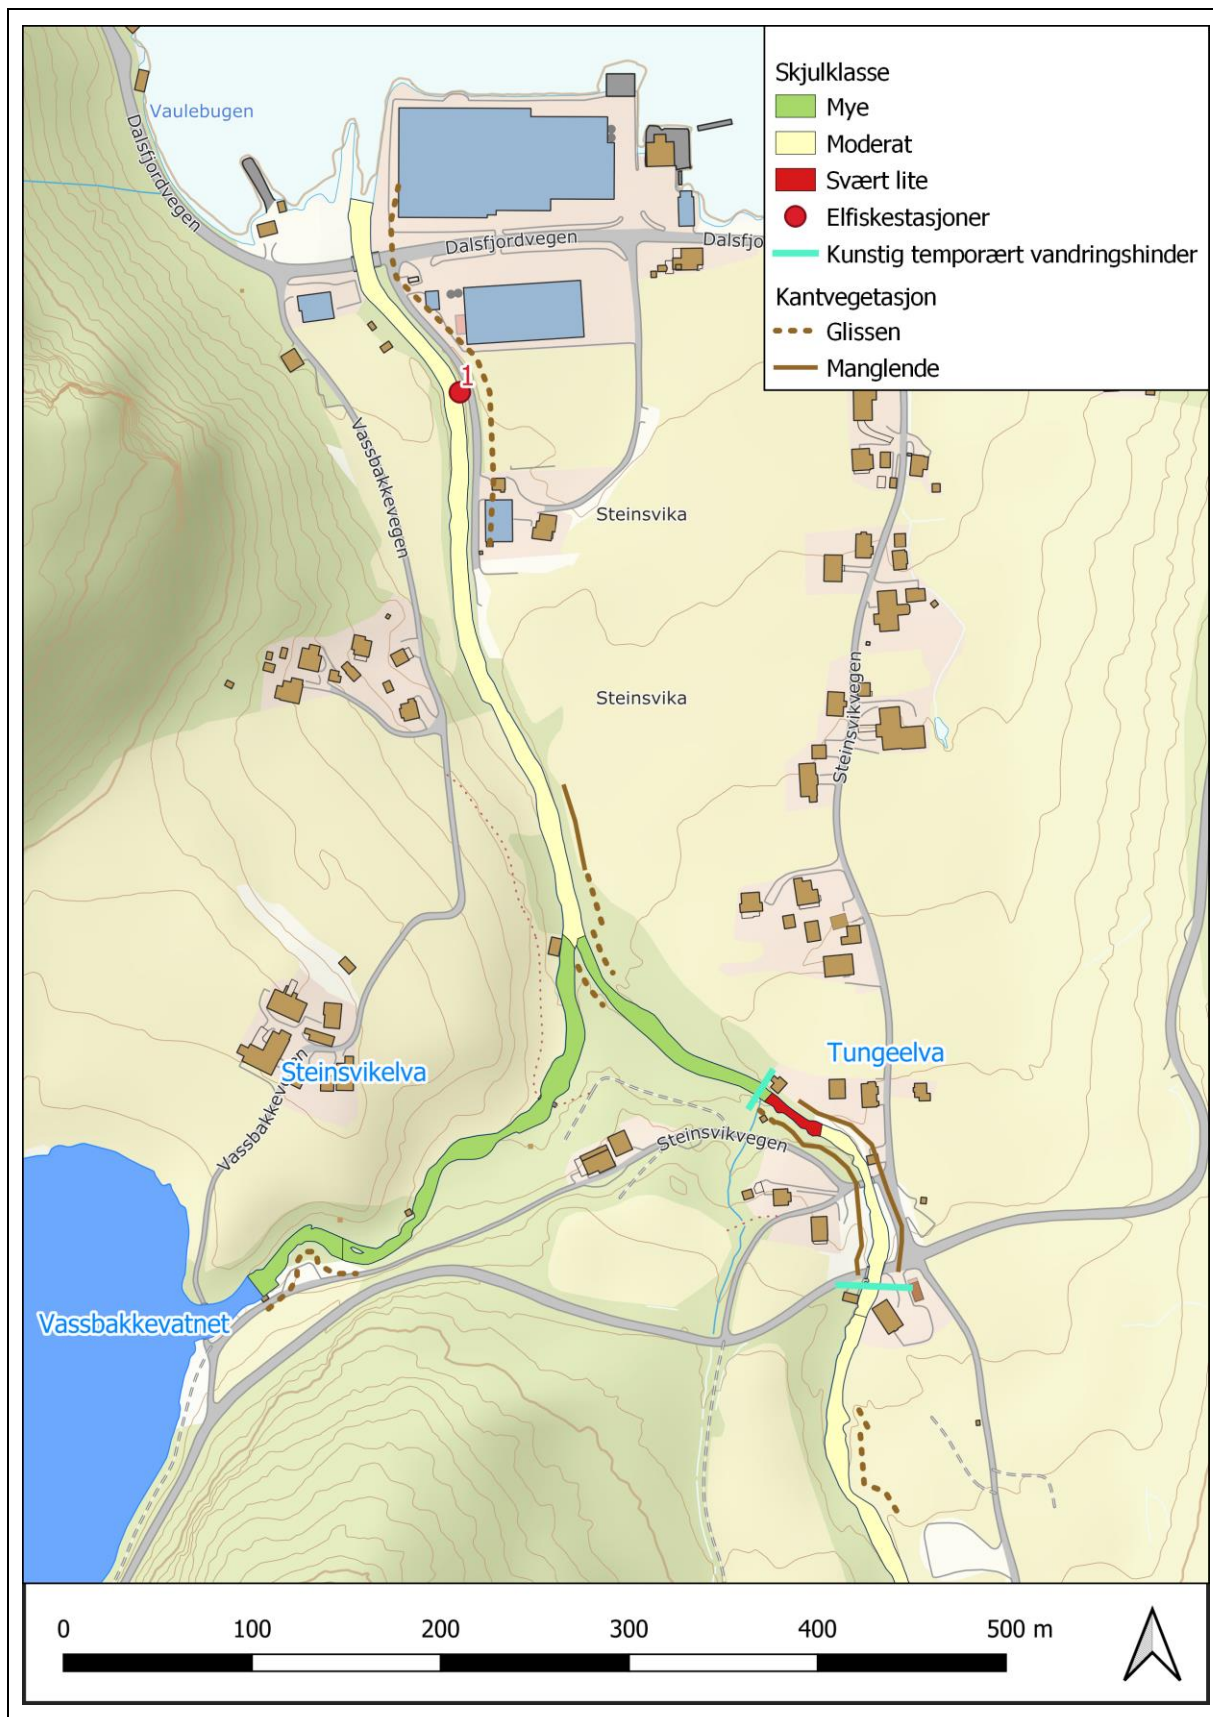 Skjulklasse
Mye
Moderat
Svært lite
Elfiskestasjoner
Kunstig temporært vandringshinder
Kantvegetasjon
Glissen
Manglende
Vaulebugen
Dalsfjordvegen
Dalsfjordvegen
Dalsfjo
1
Vassbakkevegen
Steinsvika
Steinsvika
Steinsvikvegen
Tungeelva
Steinsvikelva
Vassbakkevegen
Steinsvikvegen
Vassbakkevatnet
0 100 200 300 400 500 m